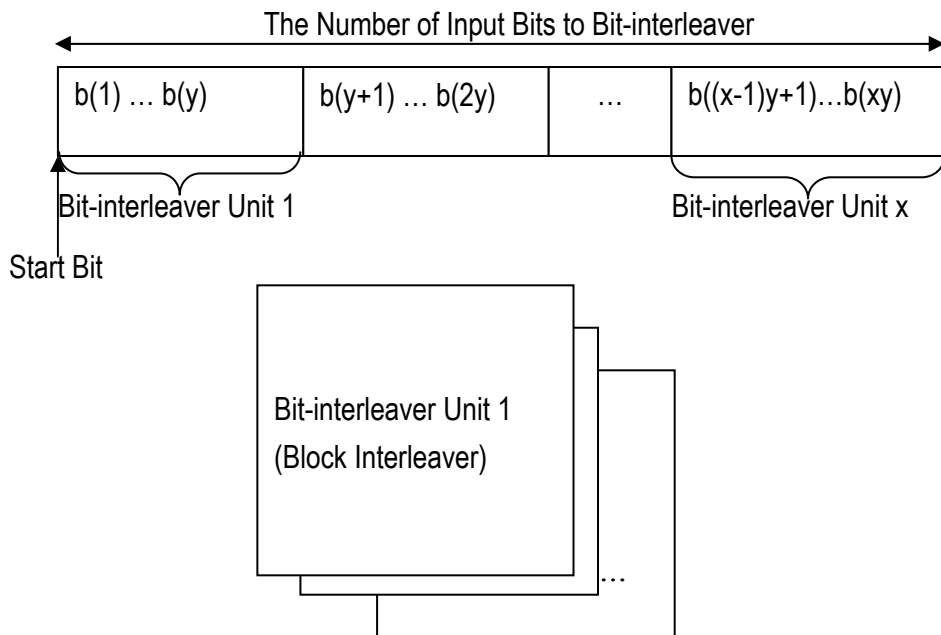 The Number of Input Bits to Bit-interleaver
b(1) … b(y) b(y+1) … b(2y) … b((x-1)y+1)…b(xy)
Bit-interleaver Unit 1 Bit-interleaver Unit x
Start Bit
Bit-interleaver Unit 1
(Block Interleaver)
…